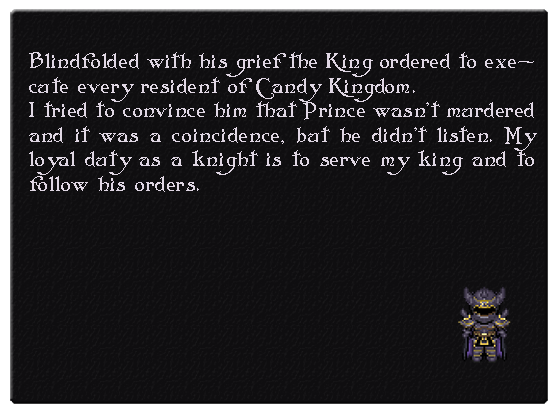 Blindfolded with his grief the King ordered to exe-
cute every resident of Candy Kingdom.
I tried to convince him that Prince wasn't murdered
and it was a coincidence, but he didn't listen. My
loyal duty as a knight is to serve my king and to
follow his orders.